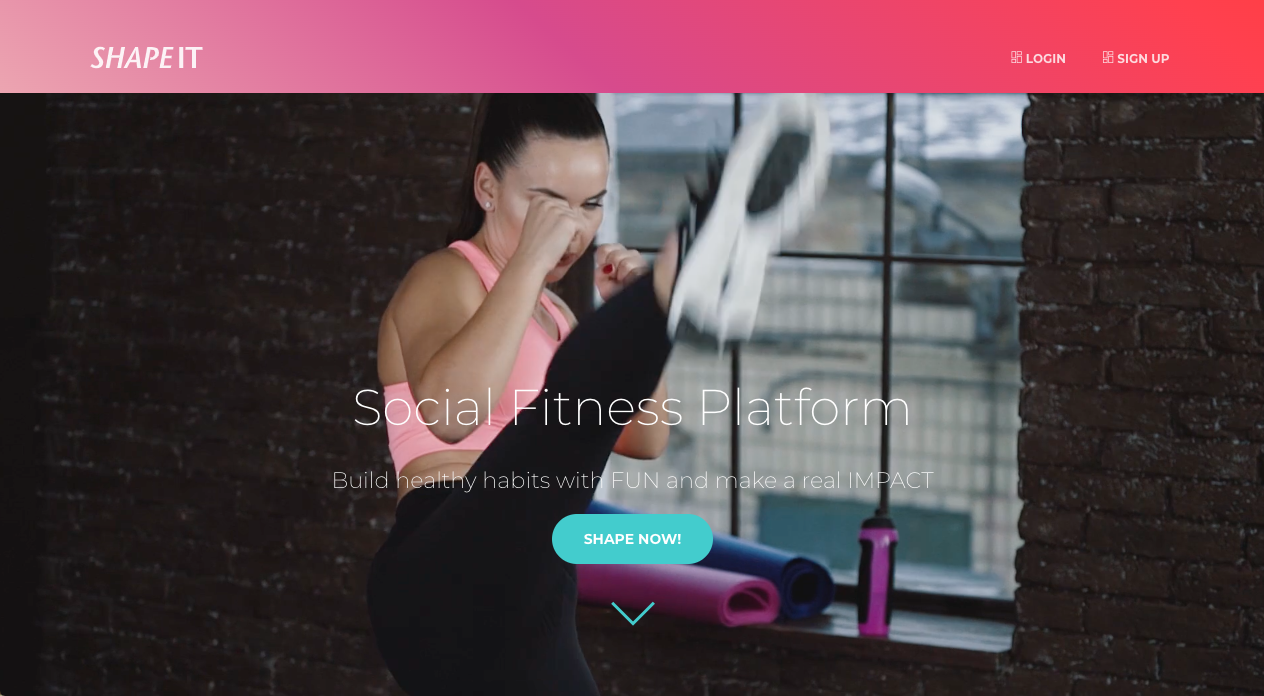 SHAPE IT
LOGIN
SIGN UP
Social Fitness Platform
Build healthy habits with FUN and make a real IMPACT
SHAPE NOW!